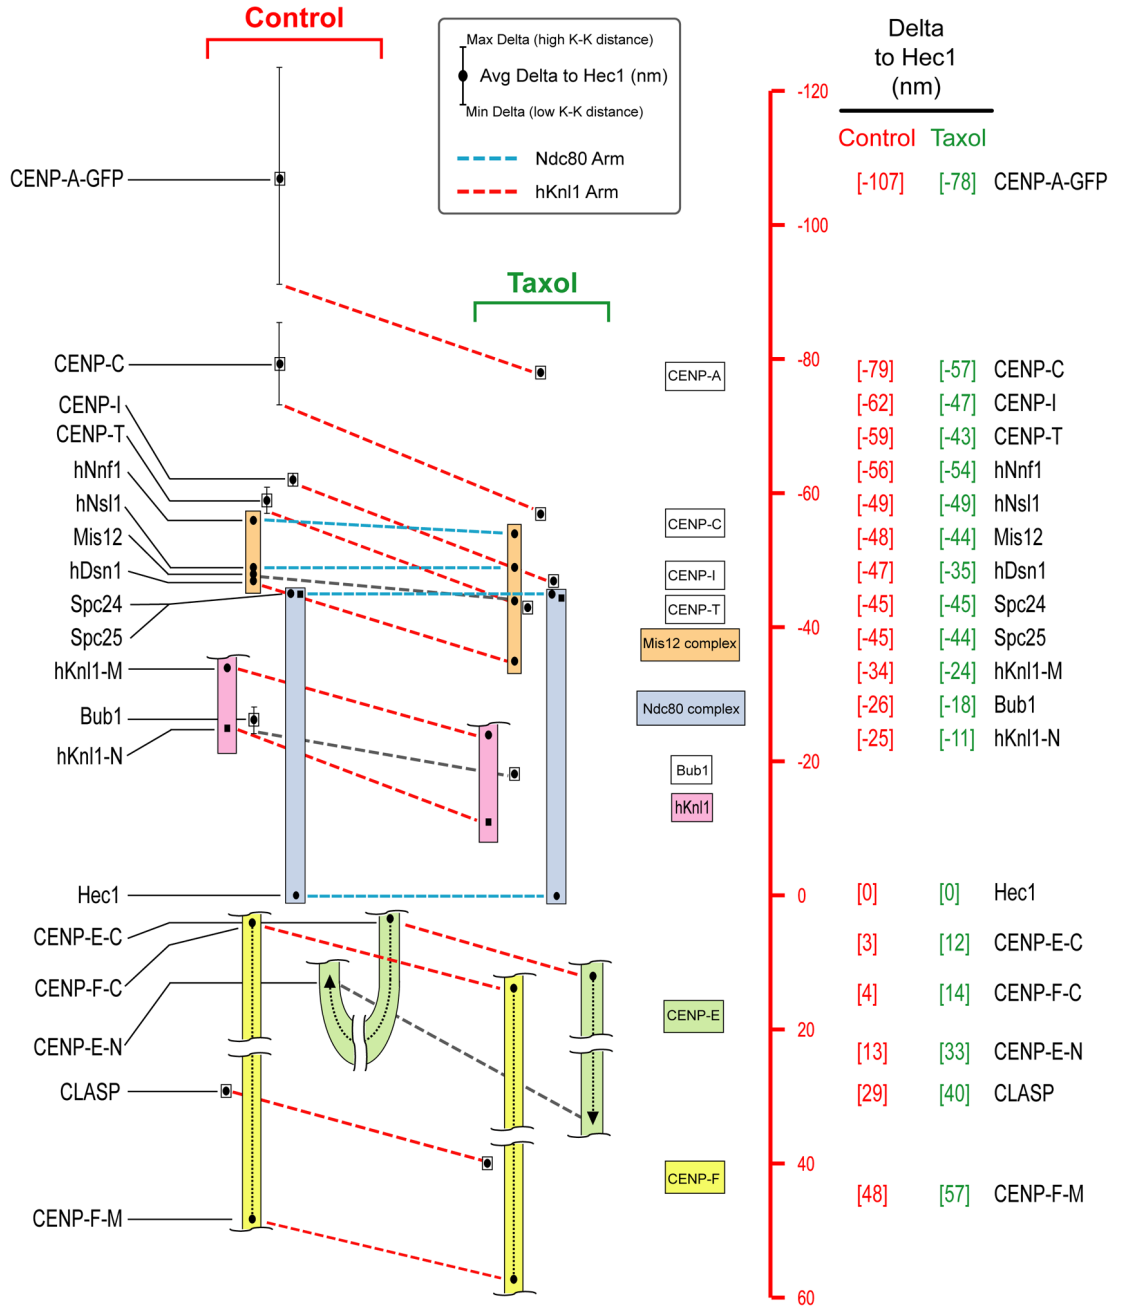 Control
Max Delta (high K-K distance)
Avg Delta to Hec1 (nm)
Min Delta (low K-K distance)
Ndc80 Arm
hKnl1 Arm
Taxol
Delta
to Hec1
(nm)
Control Taxol
[-107] [-78] CENP-A-GFP
[-79] [-57] CENP-C
[-62] [-47] CENP-I
[-59] [-43] CENP-T
[-56] [-54] hNnf1
[-49] [-49] hNsl1
[-48] [-44] Mis12
[-47] [-35] hDsn1
[-45] [-45] Spc24
[-45] [-44] Spc25
[-34] [-24] hKnl1-M
[-26] [-18] Bub1
[-25] [-11] hKnl1-N
[0] [0] Hec1
[3] [12] CENP-E-C
[4] [14] CENP-F-C
[13] [33] CENP-E-N
[29] [40] CLASP
[48] [57] CENP-F-M
-120
-100
-80
-60
-40
-20
0
20
40
60
CENP-A-GFP
CENP-C
CENP-I
CENP-T
hNnf1
hNsl1
Mis12
hDsn1
Spc24
Spc25
hKnl1-M
Bub1
hKnl1-N
Hec1
CENP-E-C
CENP-F-C
CENP-E-N
CLASP
CENP-F-M
CENP-A
CENP-C
CENP-I
CENP-T
Mis12 complex
Ndc80 complex
Bub1
hKnl1
CENP-E
CENP-F